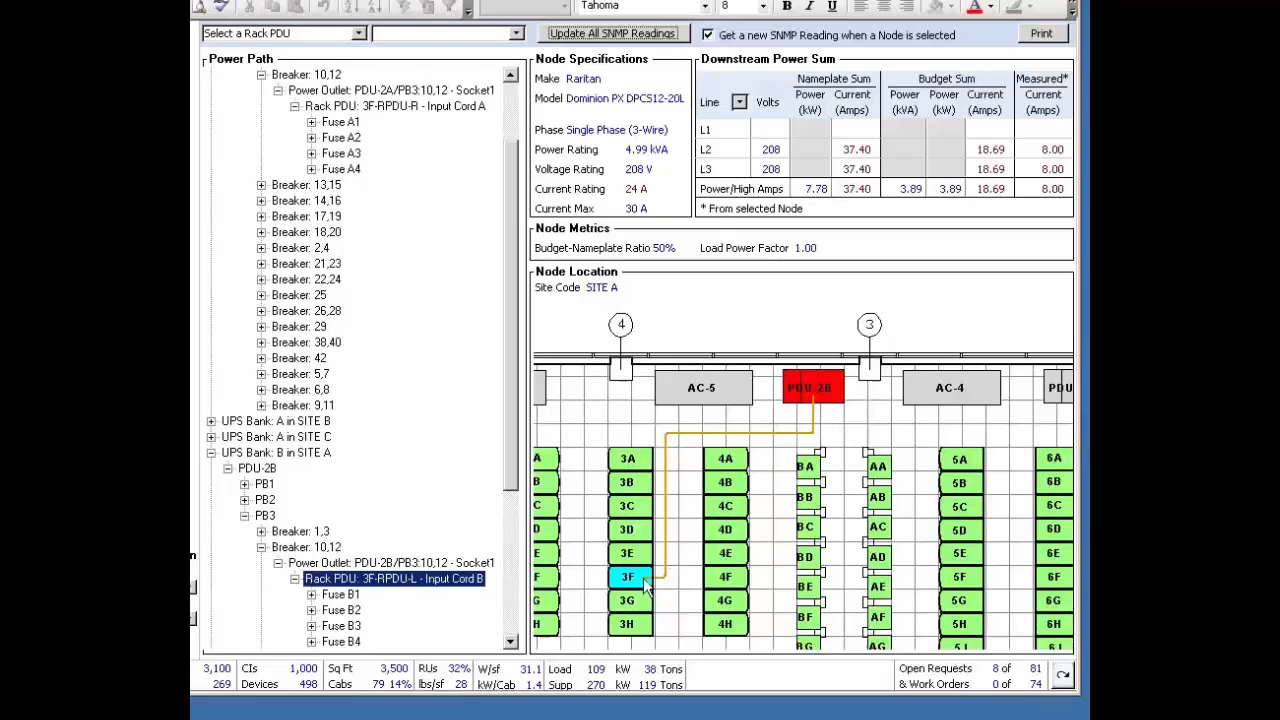 Tahoma 8 B I U A
Select a Rack PDU
Update All SNMP Readings
Get a new SNMP Reading when a Node is selected
Print
Power Path
Breaker: 10,12
Power Outlet: PDU-2A/PB3:10,12 - Socket1
Rack PDU: 3F-RPDU-R - Input Cord A
Fuse A1
Fuse A2
Fuse A3
Fuse A4
Breaker: 13,15
Breaker: 14,16
Breaker: 17,19
Breaker: 18,20
Breaker: 2,4
Breaker: 21,23
Breaker: 22,24
Breaker: 25
Breaker: 26,28
Breaker: 29
Breaker: 38,40
Breaker: 42
Breaker: 5,7
Breaker: 6,8
Breaker: 9,11
UPS Bank: A in SITE B
UPS Bank: A in SITE C
UPS Bank: B in SITE A
PDU-2B
PB1
PB2
PB3
Breaker: 1,3
Breaker: 10,12
Power Outlet: PDU-2B/PB3:10,12 - Socket1
Rack PDU: 3F-RPDU-L - Input Cord B
Fuse B1
Fuse B2
Fuse B3
Fuse B4
Node Specifications
Make Raritan
Model Dominion PX DPCS12-20L
Phase Single Phase (3-Wire)
Power Rating 4.99 kVA
Voltage Rating 208 V
Current Rating 24 A
Current Max 30 A
Downstream Power Sum
Nameplate Sum Budget Sum Measured*
Line Volts Power (kW) Current (Amps) Power (kVA) Power (kW) Current (Amps) Current (Amps)
L1
L2 208 37.40 18.69 8.00
L3 208 37.40 18.69 8.00
Power/High Amps 7.78 37.40 3.89 3.89 18.69 8.00
* From selected Node
Node Metrics
Budget-Nameplate Ratio 50% Load Power Factor 1.00
Node Location
Site Code SITE A
4 3
AC-5 PDU-2B AC-4 PDU
A 3A 4A BA AA 5A 6A
B 3B 4B BB AB 5B 6B
C 3C 4C BC AC 5C 6C
D 3D 4D BD AD 5D 6D
E 3E 4E BE AE 5E 6E
F 3F 4F BF AF 5F 6F
G 3G 4G BG AG 5G 6G
H 3H 4H 5H 6H
3,100 CIs 1,000 Sq Ft 3,500 RUs 32% W/sf 31.1 Load 109 kW 38 Tons Open Requests 8 of 81
269 Devices 498 Cabs 79 14% lbs/sf 28 kW/Cab 1.4 Supp 270 kW 119 Tons & Work Orders 0 of 74